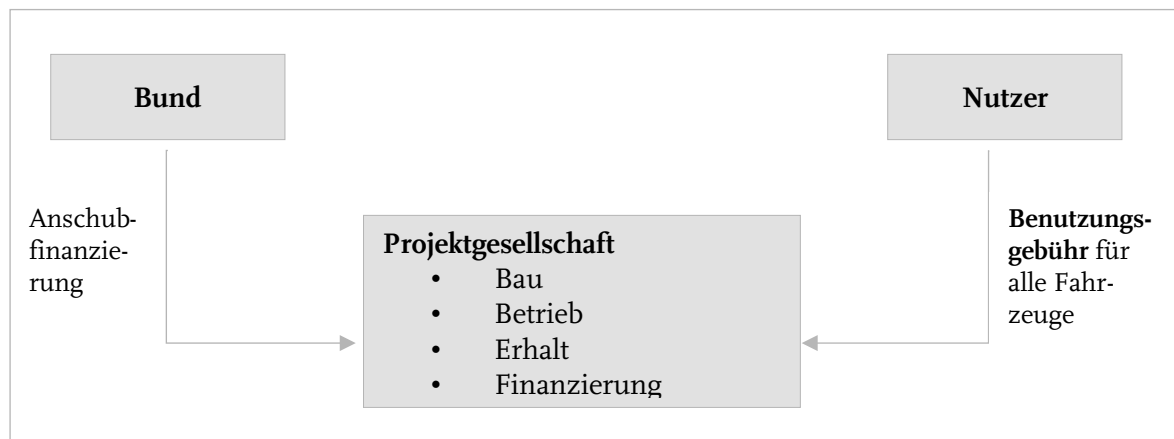 Bund
Nutzer
Anschub-
finanzie-
rung
Projektgesellschaft
• Bau
• Betrieb
• Erhalt
• Finanzierung
Benutzungs-
gebühr für
alle Fahr-
zeuge